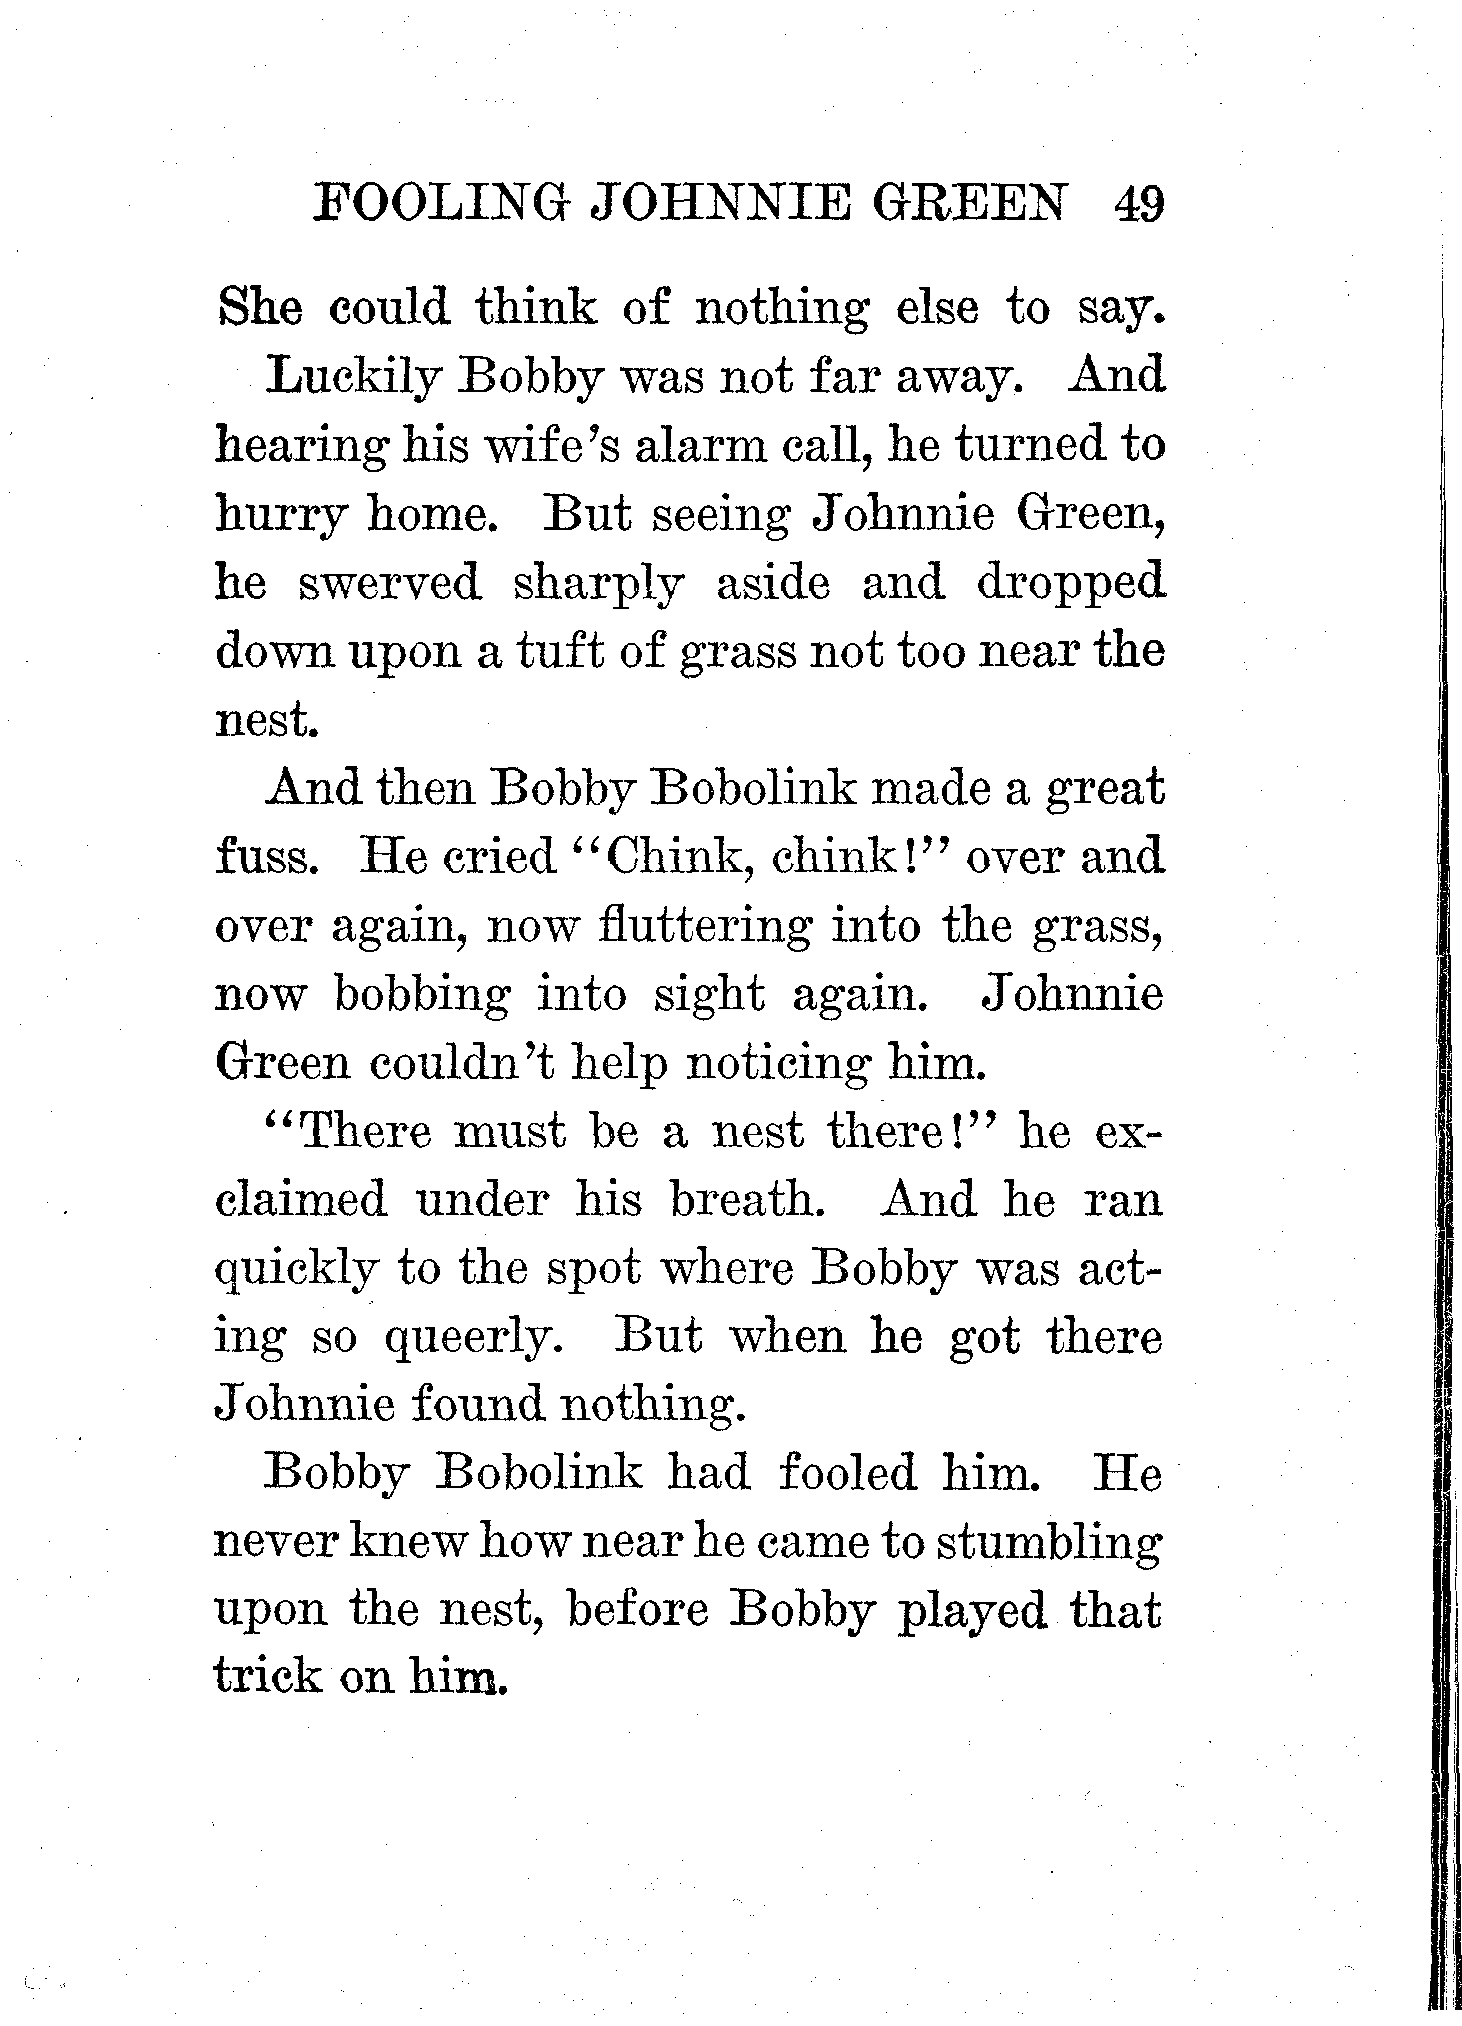 FOOLING JOHNNIE GREEN 49
She could think of nothing else to say.
Luckily Bobby was not far away. And
hearing his wife's alarm call, he turned to
hurry home. But seeing Johnnie Green,
he swerved sharply aside and dropped
down upon a tuft of grass not too near the
nest.
And then Bobby Bobolink made a great
fuss. He cried "Chink, chink!" over and
over again, now fluttering into the grass,
now bobbing into sight again. Johnnie
Green couldn't help noticing him.
"There must be a nest there!" he ex-
claimed under his breath. And he ran
quickly to the spot where Bobby was act-
ing so queerly. But when he got there
Johnnie found nothing.
Bobby Bobolink had fooled him. He
never knew how near he came to stumbling
upon the nest, before Bobby played that
trick on him.